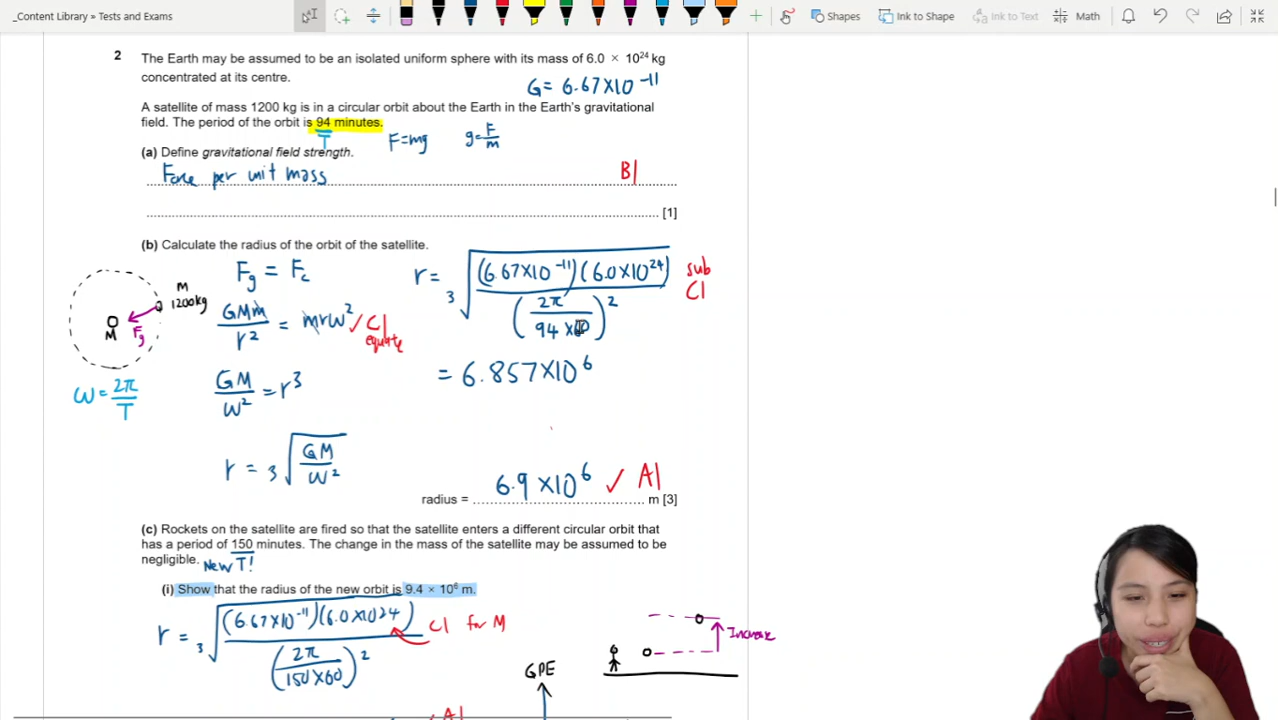 _Content Library » Tests and Exams
Shapes
Ink to Shape
Ink to Text
Math
2 The Earth may be assumed to be an isolated uniform sphere with its mass of 6.0 × 10²⁴ kg
concentrated at its centre.
G = 6.67×10⁻¹¹
A satellite of mass 1200 kg is in a circular orbit about the Earth in the Earth's gravitational
field. The period of the orbit is 94 minutes.
T
F=mg
g=F/m
(a) Define gravitational field strength.
Force per unit mass
B1
[1]
(b) Calculate the radius of the orbit of the satellite.
Fg = Fc
M
1200kg
Fg
M
GMm/r² = mrω² ✓ C1
equate
ω = 2π/T
GM/ω² = r³
r = ³√(GM/ω²)
r = ³√((6.67×10⁻¹¹)(6.0×10²⁴)/(2π/(94×60))²)
sub
C1
= 6.857×10⁶
radius = 6.9 ×10⁶ ✓ A1 m [3]
(c) Rockets on the satellite are fired so that the satellite enters a different circular orbit that
has a period of 150 minutes. The change in the mass of the satellite may be assumed to be
negligible. New T!
(i) Show that the radius of the new orbit is 9.4 × 10⁶ m.
r = ³√((6.67×10⁻¹¹)(6.0×10²⁴)/(2π/(150×60))²)
C1 for M
Increase
GPE
✓ A1